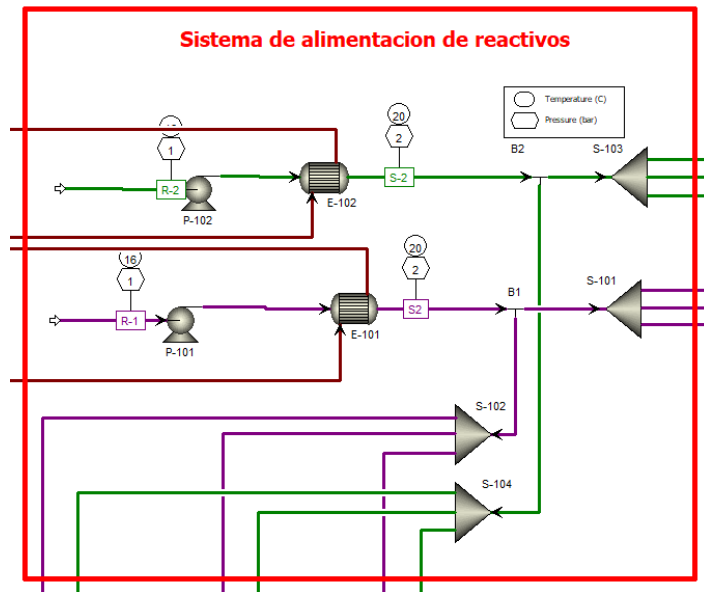 Sistema de alimentacion de reactivos
Temperature (C)
Pressure (bar)
20
2
1
B2
S-103
R-2
S-2
E-102
P-102
16
1
20
2
S-101
B1
R-1
S2
E-101
P-101
S-102
S-104